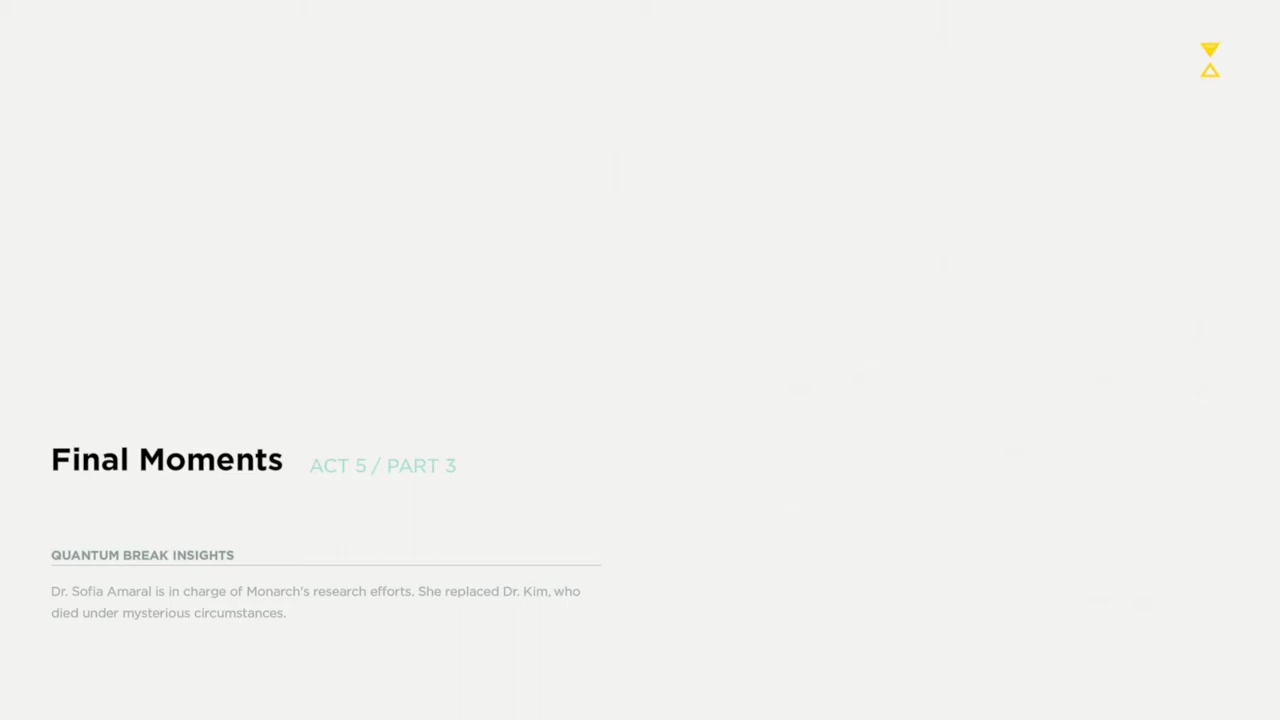 Final Moments ACT 5 / PART 3
QUANTUM BREAK INSIGHTS
Dr. Sofia Amaral is in charge of Monarch's research efforts. She replaced Dr. Kim, who
died under mysterious circumstances.